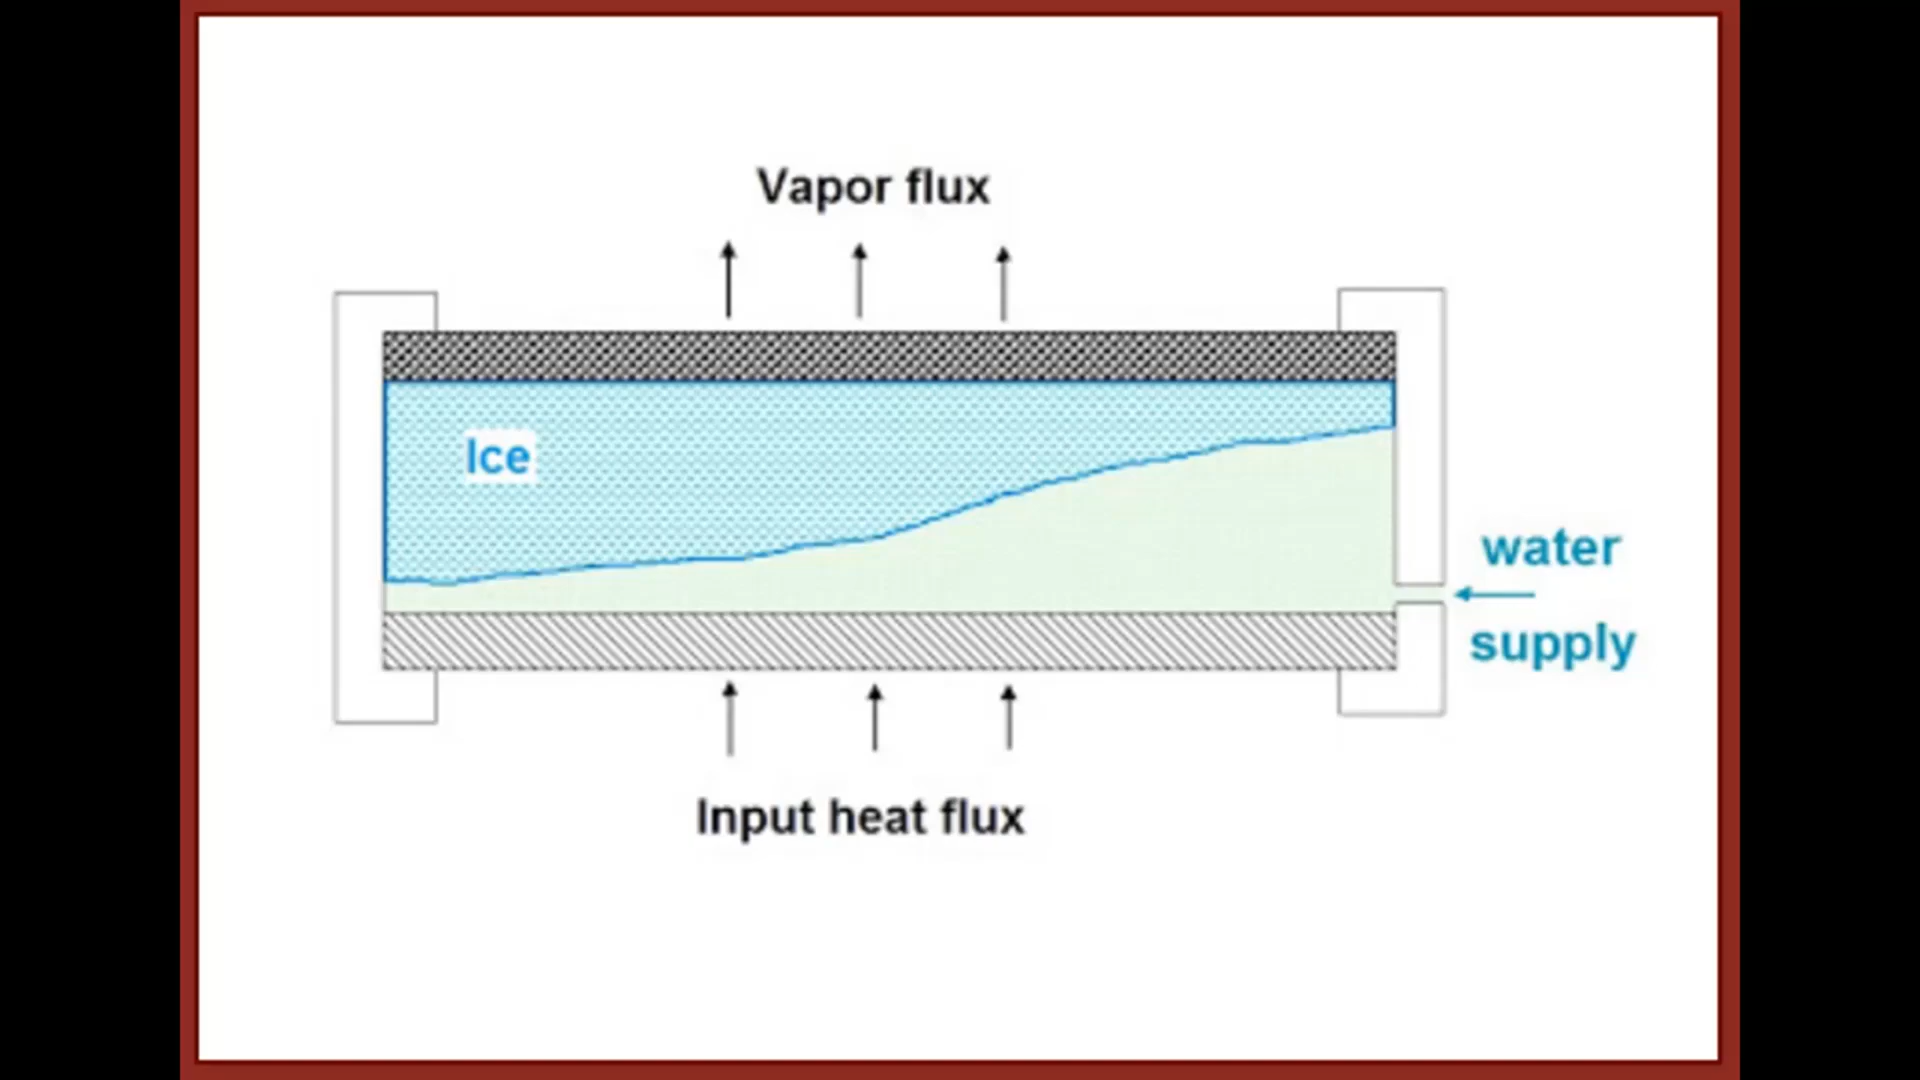 Vapor flux
Ice
water
supply
Input heat flux